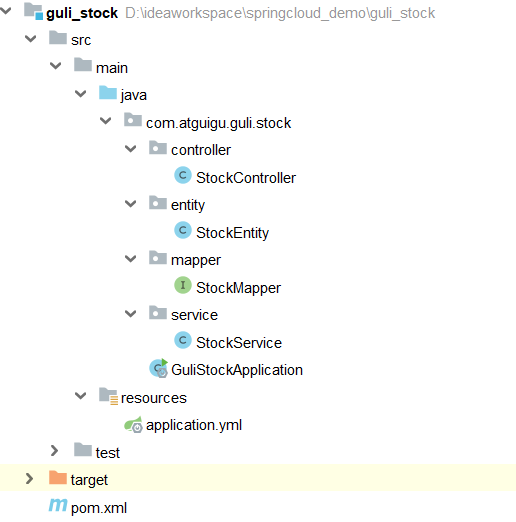 guli_stock D:\ideaworkspace\springcloud_demo\guli_stock
src
main
java
com.atguigu.guli.stock
controller
C StockController
entity
C StockEntity
mapper
I StockMapper
service
C StockService
GuliStockApplication
resources
application.yml
test
target
m pom.xml